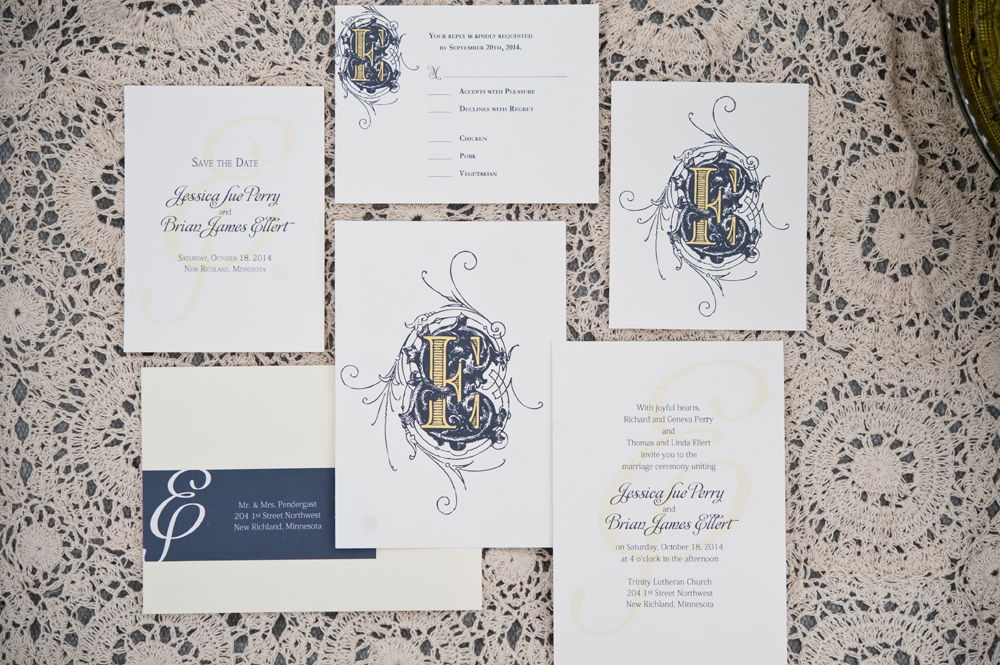 E
YOUR REPLY IS KINDLY REQUESTED
BY SEPTEMBER 20TH, 2014.
M
ACCEPTS WITH PLEASURE
DECLINES WITH REGRET
CHICKEN
PORK
VEGETARIAN
&
SAVE THE DATE
Jessica Sue Perry
and
Brian James Ellert
SATURDAY, OCTOBER 18, 2014
NEW RICHLAND, MINNESOTA
E
E
&
Mr. & Mrs. Pendergast
204 1st Street Northwest
New Richland, Minnesota
&
With joyful hearts,
Richard and Geneva Perry
and
Thomas and Linda Ellert
invite you to the
marriage ceremony uniting
Jessica Sue Perry
and
Brian James Ellert
on Saturday, October 18, 2014
at 4 o'clock in the afternoon
Trinity Lutheran Church
204 1st Street Northwest
New Richland, Minnesota